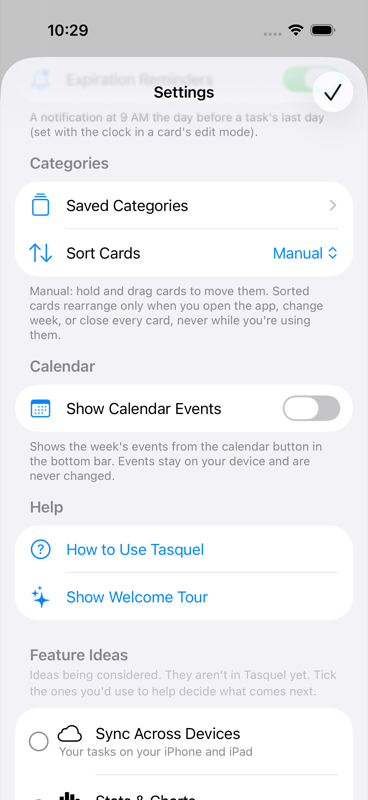 10:29
Expiration Reminders
Settings
A notification at 9 AM the day before a task's last day
(set with the clock in a card's edit mode).
Categories
Saved Categories
Sort Cards
Manual
Manual: hold and drag cards to move them. Sorted
cards rearrange only when you open the app, change
week, or close every card, never while you're using
them.
Calendar
Show Calendar Events
Shows the week's events from the calendar button in
the bottom bar. Events stay on your device and are
never changed.
Help
How to Use Tasquel
Show Welcome Tour
Feature Ideas
Ideas being considered. They aren't in Tasquel yet. Tick
the ones you'd use to help decide what comes next.
Sync Across Devices
Your tasks on your iPhone and iPad
Stats & Charts